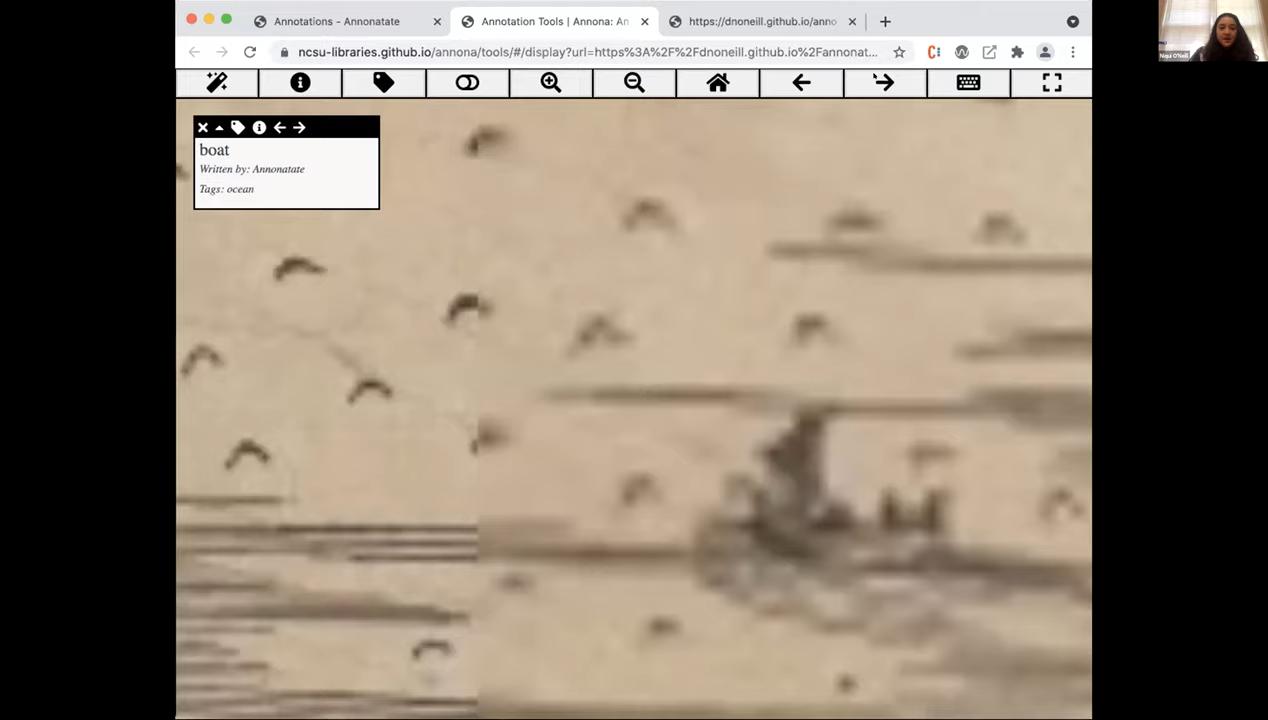 Annotations - Annonatate
Annotation Tools | Annona: An
https://dnoneill.github.io/anno
ncsu-libraries.github.io/annona/tools/#/display?url=https%3A%2F%2Fdnoneill.github.io%2Fannonat...
boat
Written by: Annonatate
Tags: ocean